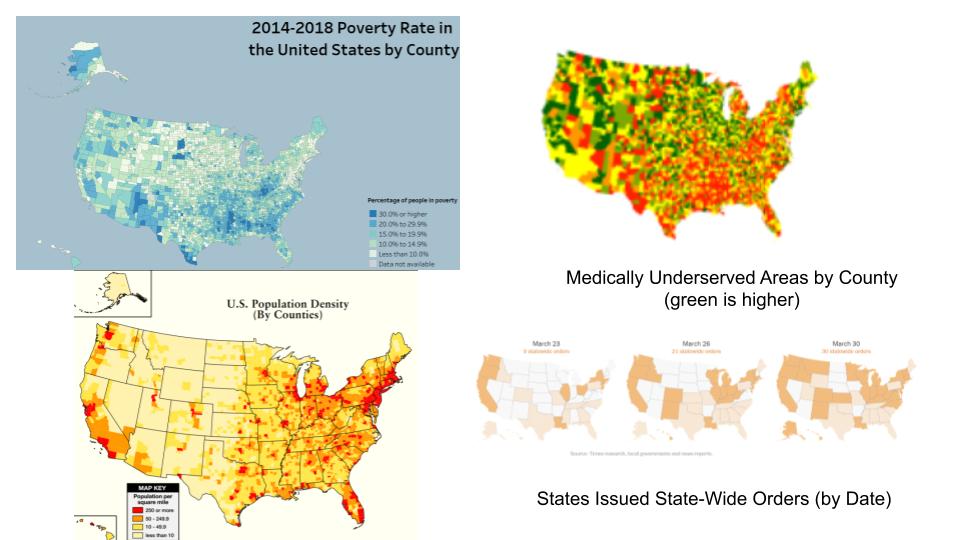 2014-2018 Poverty Rate in
the United States by County
Percentage of people in poverty
30.0% or higher
20.0% to 29.9%
15.0% to 19.9%
10.0% to 14.9%
Less than 10.0%
Data not available
Medically Underserved Areas by County
(green is higher)
U.S. Population Density
(By Counties)
MAP KEY
Population per
square mile
250 or more
50 - 249.9
10 - 49.9
less than 10
March 23
9 statewide orders
March 26
21 statewide orders
March 30
30 statewide orders
Source: Times research, local governments and news reports.
States Issued State-Wide Orders (by Date)